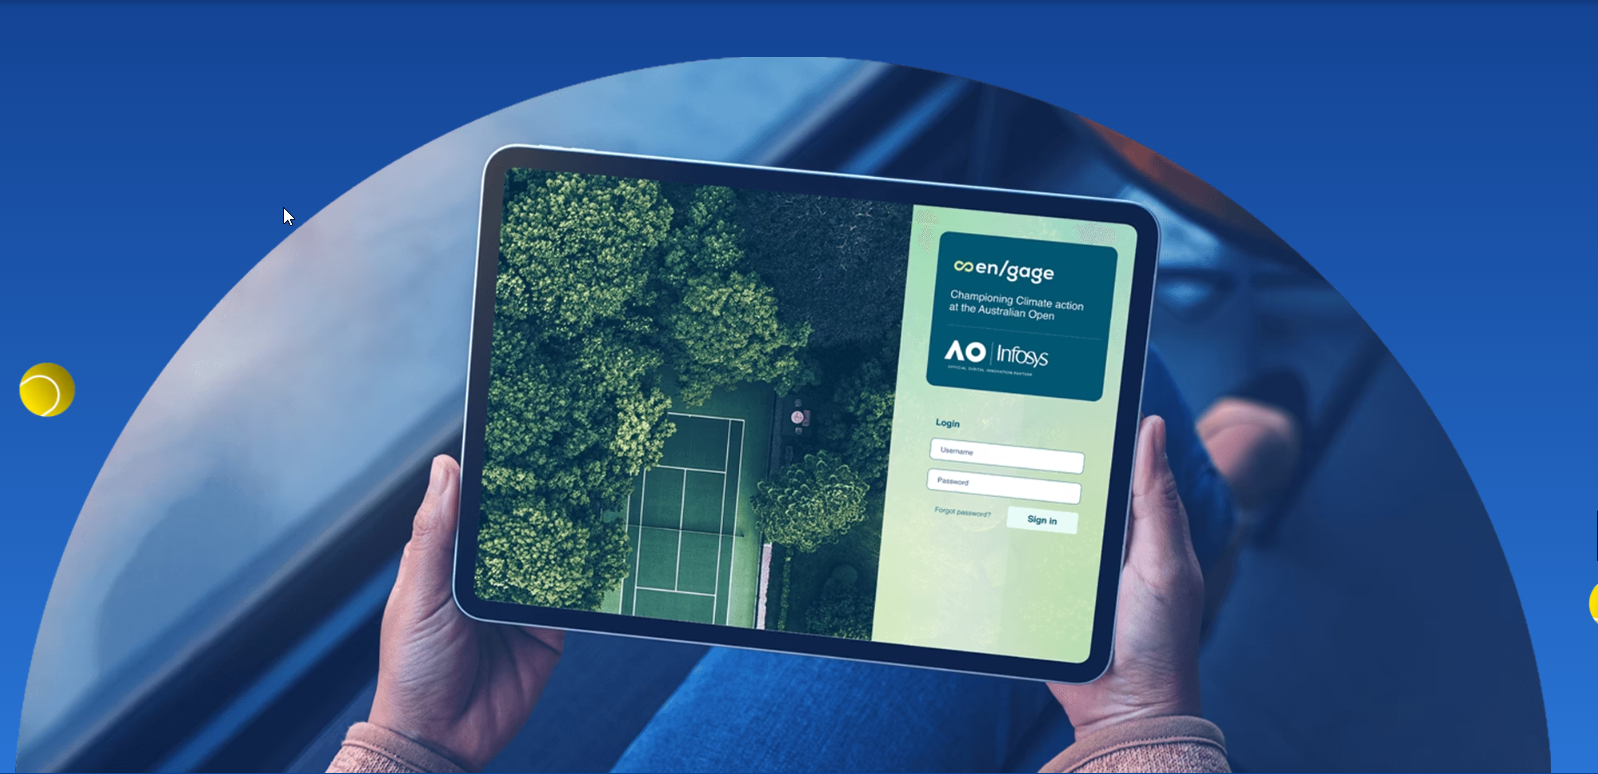 en/gage
Championing Climate action
at the Australian Open
AO | Infosys
OFFICIAL DIGITAL INNOVATION PARTNER
Login
Username
Password
Forgot password?
Sign in